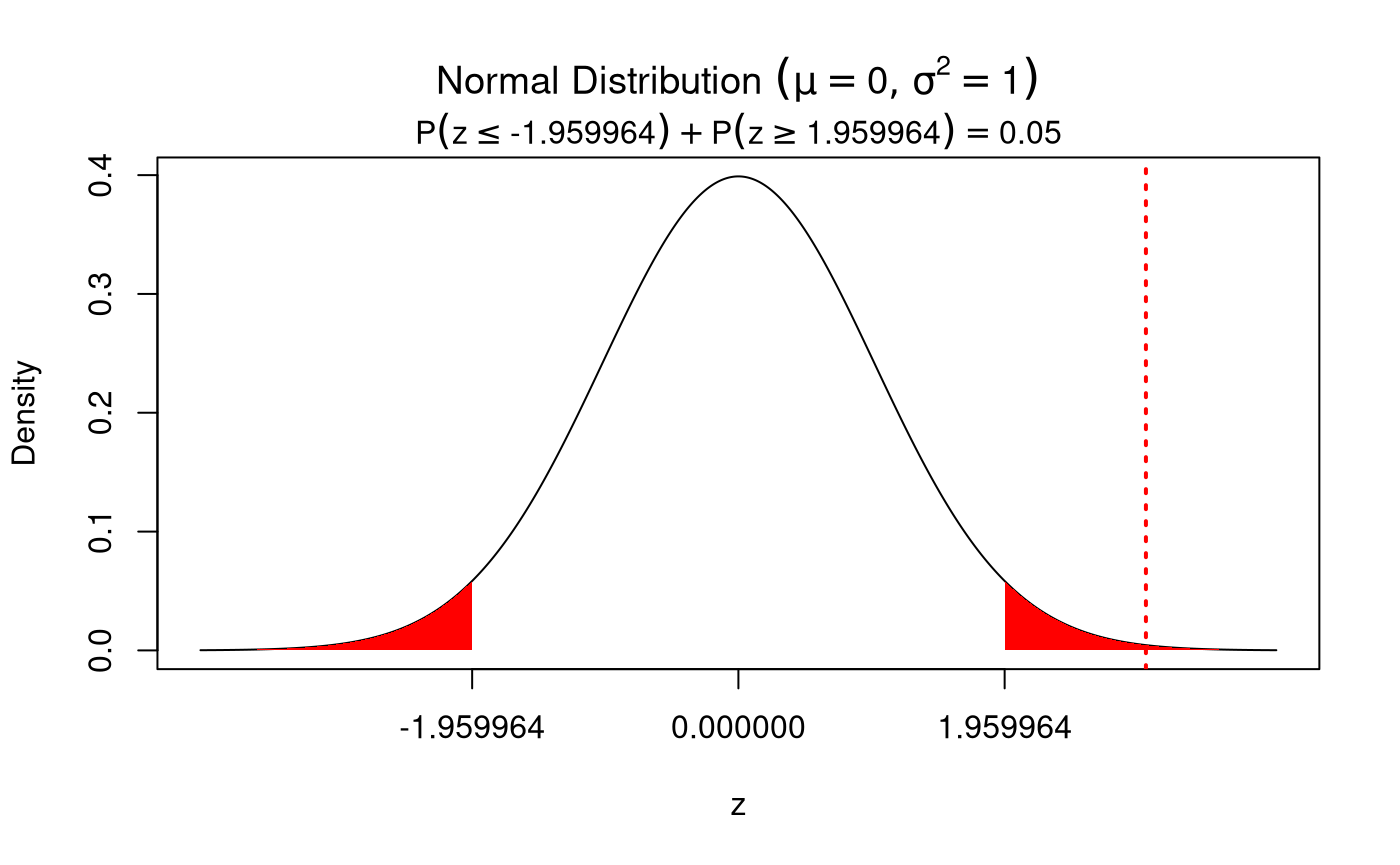 Normal Distribution (μ = 0, σ² = 1)
P(z ≤ -1.959964) + P(z ≥ 1.959964) = 0.05
Density
0.4
0.3
0.2
0.1
0.0
-1.959964 0.000000 1.959964
z